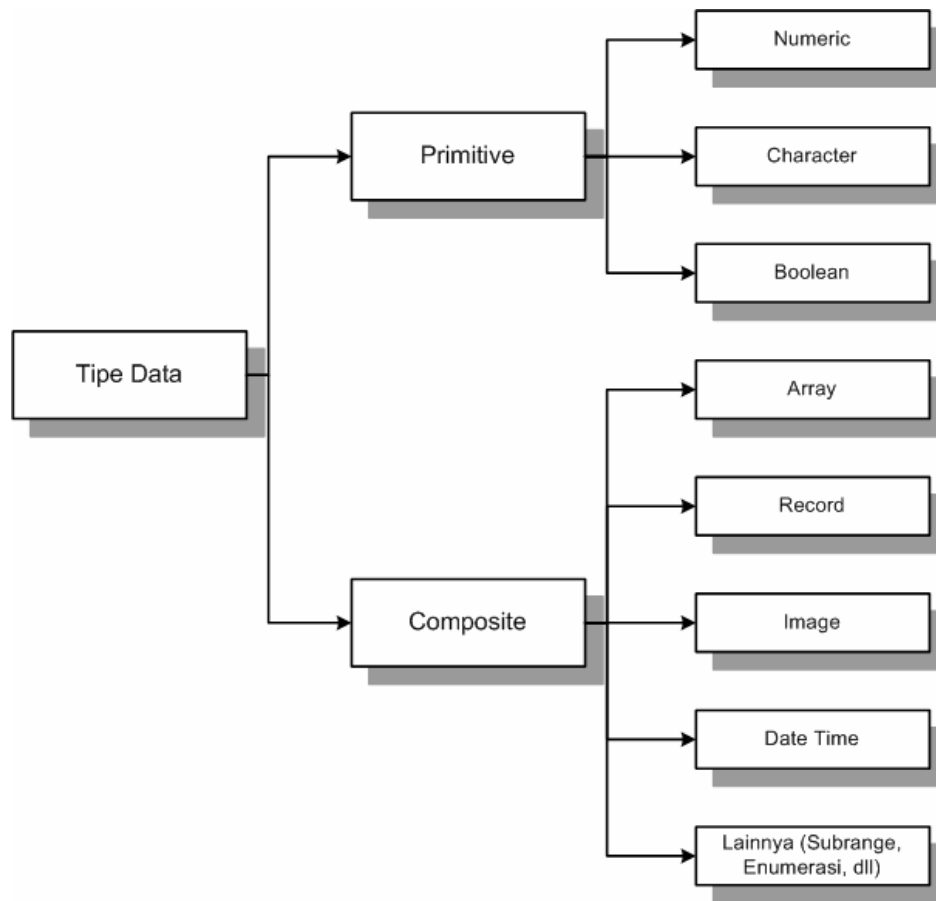 Tipe Data
Primitive
Numeric
Character
Boolean
Composite
Array
Record
Image
Date Time
Lainnya (Subrange,
Enumerasi, dll)